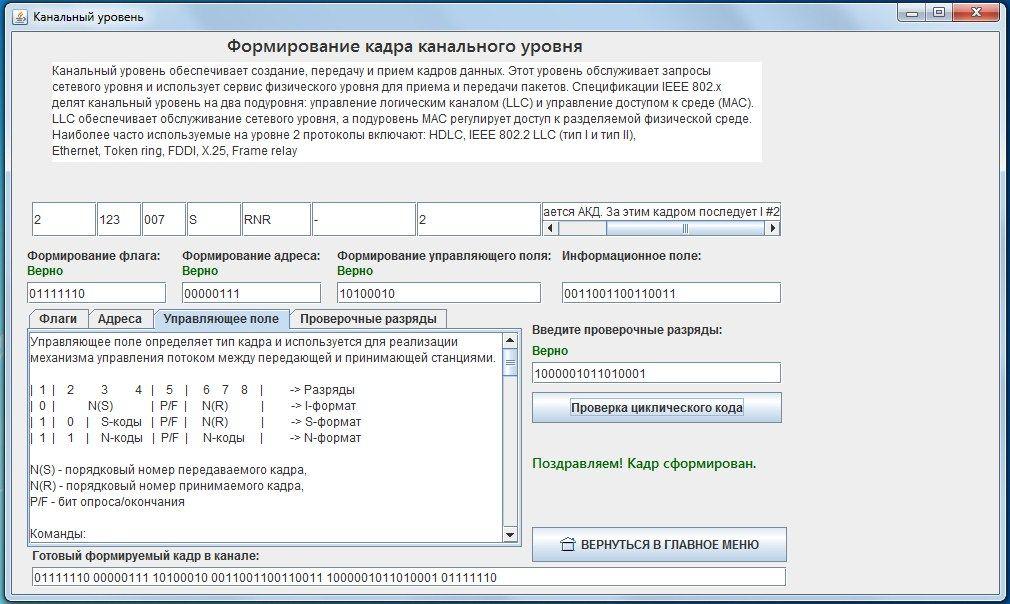 Канальный уровень
Формирование кадра канального уровня
Канальный уровень обеспечивает создание, передачу и прием кадров данных. Этот уровень обслуживает запросы
сетевого уровня и использует сервис физического уровня для приема и передачи пакетов. Спецификации IEEE 802.x
делят канальный уровень на два подуровня: управление логическим каналом (LLC) и управление доступом к среде (MAC).
LLC обеспечивает обслуживание сетевого уровня, а подуровень MAC регулирует доступ к разделяемой физической среде.
Наиболее часто используемые на уровне 2 протоколы включают: HDLC, IEEE 802.2 LLC (тип I и тип II),
Ethernet, Token ring, FDDI, X.25, Frame relay
2 123 007 S RNR - 2 ается АКД. За этим кадром последует I #2
Формирование флага: Формирование адреса: Формирование управляющего поля: Информационное поле:
Верно Верно Верно
01111110 00000111 10100010 0011001100110011
Флаги Адреса Управляющее поле Проверочные разряды
Управляющее поле определяет тип кадра и используется для реализации
механизма управления потоком между передающей и принимающей станциями.
| 1 | 2 3 4 | 5 | 6 7 8 | -> Разряды
| 0 | N(S) | P/F | N(R) | -> I-формат
| 1 | 0 | S-коды | P/F | N(R) | -> S-формат
| 1 | 1 | N-коды | P/F | N-коды | -> N-формат
N(S) - порядковый номер передаваемого кадра,
N(R) - порядковый номер принимаемого кадра,
P/F - бит опроса/окончания
Команды:
Введите проверочные разряды:
Верно
1000001011010001
Проверка циклического кода
Поздравляем! Кадр сформирован.
ВЕРНУТЬСЯ В ГЛАВНОЕ МЕНЮ
Готовый формируемый кадр в канале:
01111110 00000111 10100010 0011001100110011 1000001011010001 01111110